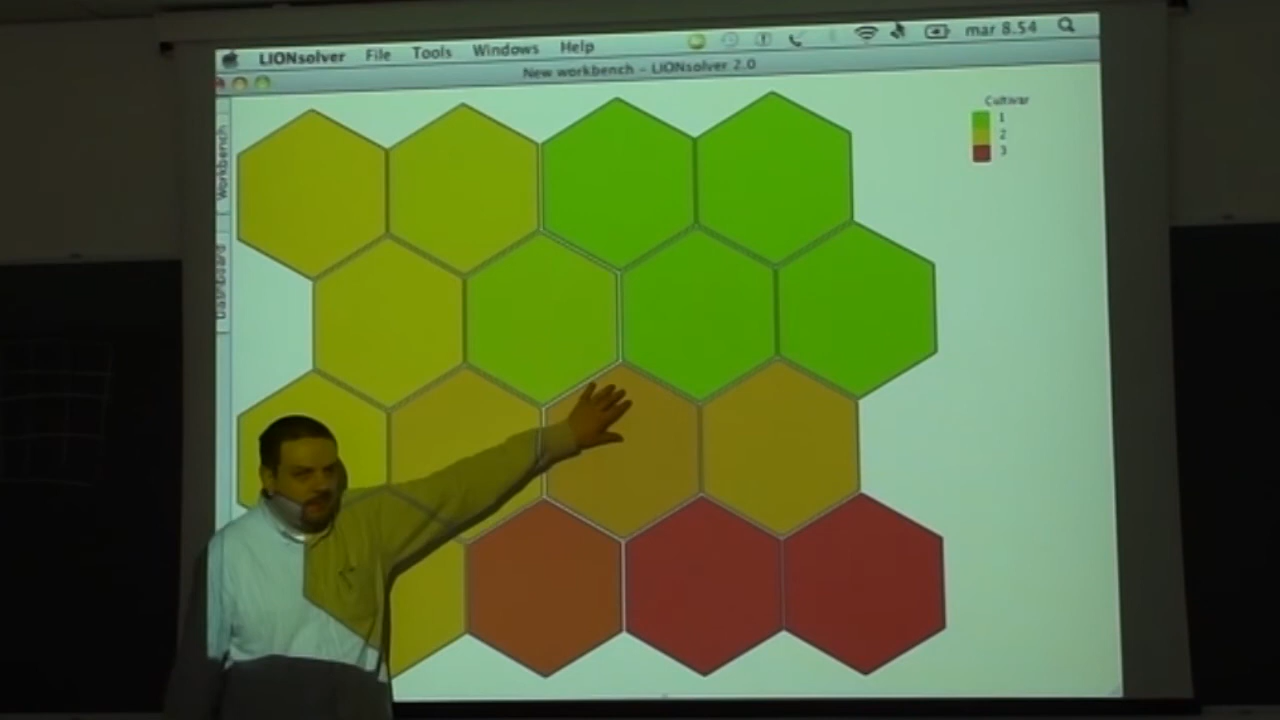 LIONsolver File Tools Windows Help mar 8.54
New workbench - LIONsolver 2.0
Workbench
Dashboard
Cultivar
1
2
3